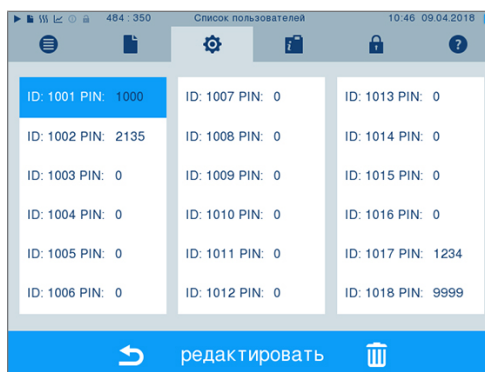 484 : 350 Список пользователей 10:46 09.04.2018
ID: 1001 PIN: 1000
ID: 1002 PIN: 2135
ID: 1003 PIN: 0
ID: 1004 PIN: 0
ID: 1005 PIN: 0
ID: 1006 PIN: 0
ID: 1007 PIN: 0
ID: 1008 PIN: 0
ID: 1009 PIN: 0
ID: 1010 PIN: 0
ID: 1011 PIN: 0
ID: 1012 PIN: 0
ID: 1013 PIN: 0
ID: 1014 PIN: 0
ID: 1015 PIN: 0
ID: 1016 PIN: 0
ID: 1017 PIN: 1234
ID: 1018 PIN: 9999
редактировать